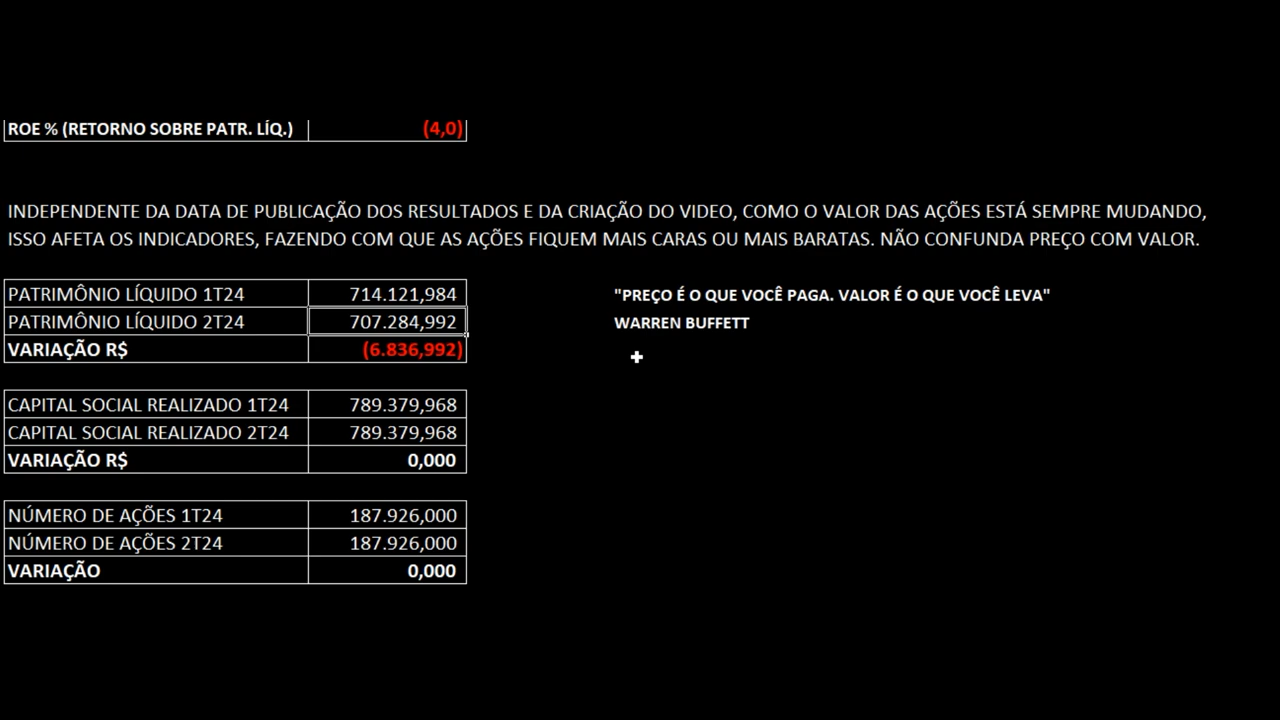 ROE % (RETORNO SOBRE PATR. LÍQ.) (4,0)
INDEPENDENTE DA DATA DE PUBLICAÇÃO DOS RESULTADOS E DA CRIAÇÃO DO VIDEO, COMO O VALOR DAS AÇÕES ESTÁ SEMPRE MUDANDO,
ISSO AFETA OS INDICADORES, FAZENDO COM QUE AS AÇÕES FIQUEM MAIS CARAS OU MAIS BARATAS. NÃO CONFUNDA PREÇO COM VALOR.
PATRIMÔNIO LÍQUIDO 1T24 714.121,984
PATRIMÔNIO LÍQUIDO 2T24 707.284,992
VARIAÇÃO R$ (6.836,992)
"PREÇO É O QUE VOCÊ PAGA. VALOR É O QUE VOCÊ LEVA"
WARREN BUFFETT
CAPITAL SOCIAL REALIZADO 1T24 789.379,968
CAPITAL SOCIAL REALIZADO 2T24 789.379,968
VARIAÇÃO R$ 0,000
NÚMERO DE AÇÕES 1T24 187.926,000
NÚMERO DE AÇÕES 2T24 187.926,000
VARIAÇÃO 0,000